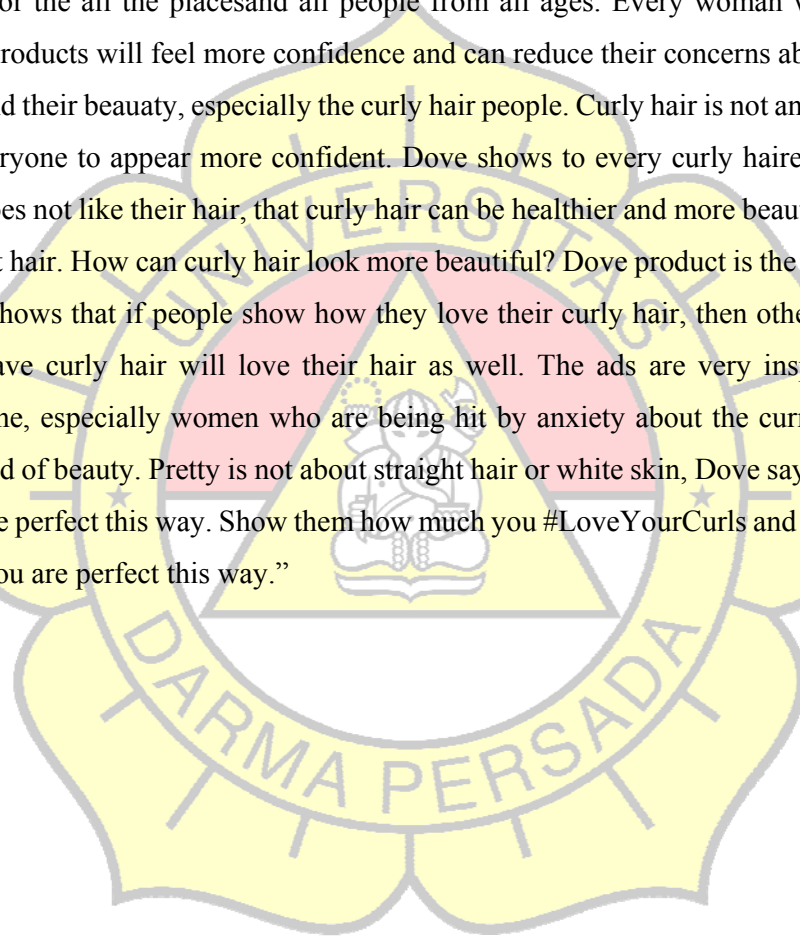 or the all the placesand all people from all ages. Every woman
roducts will feel more confidence and can reduce their concerns ab
d their beauaty, especially the curly hair people. Curly hair is not an
ryone to appear more confident. Dove shows to every curly haire
es not like their hair, that curly hair can be healthier and more beau
t hair. How can curly hair look more beautiful? Dove product is the
hows that if people show how they love their curly hair, then othe
ave curly hair will love their hair as well. The ads are very ins
ne, especially women who are being hit by anxiety about the cur
d of beauty. Pretty is not about straight hair or white skin, Dove say
e perfect this way. Show them how much you #LoveYourCurls and
ou are perfect this way.”
UNIVERSITAS
DARMA PERSADA